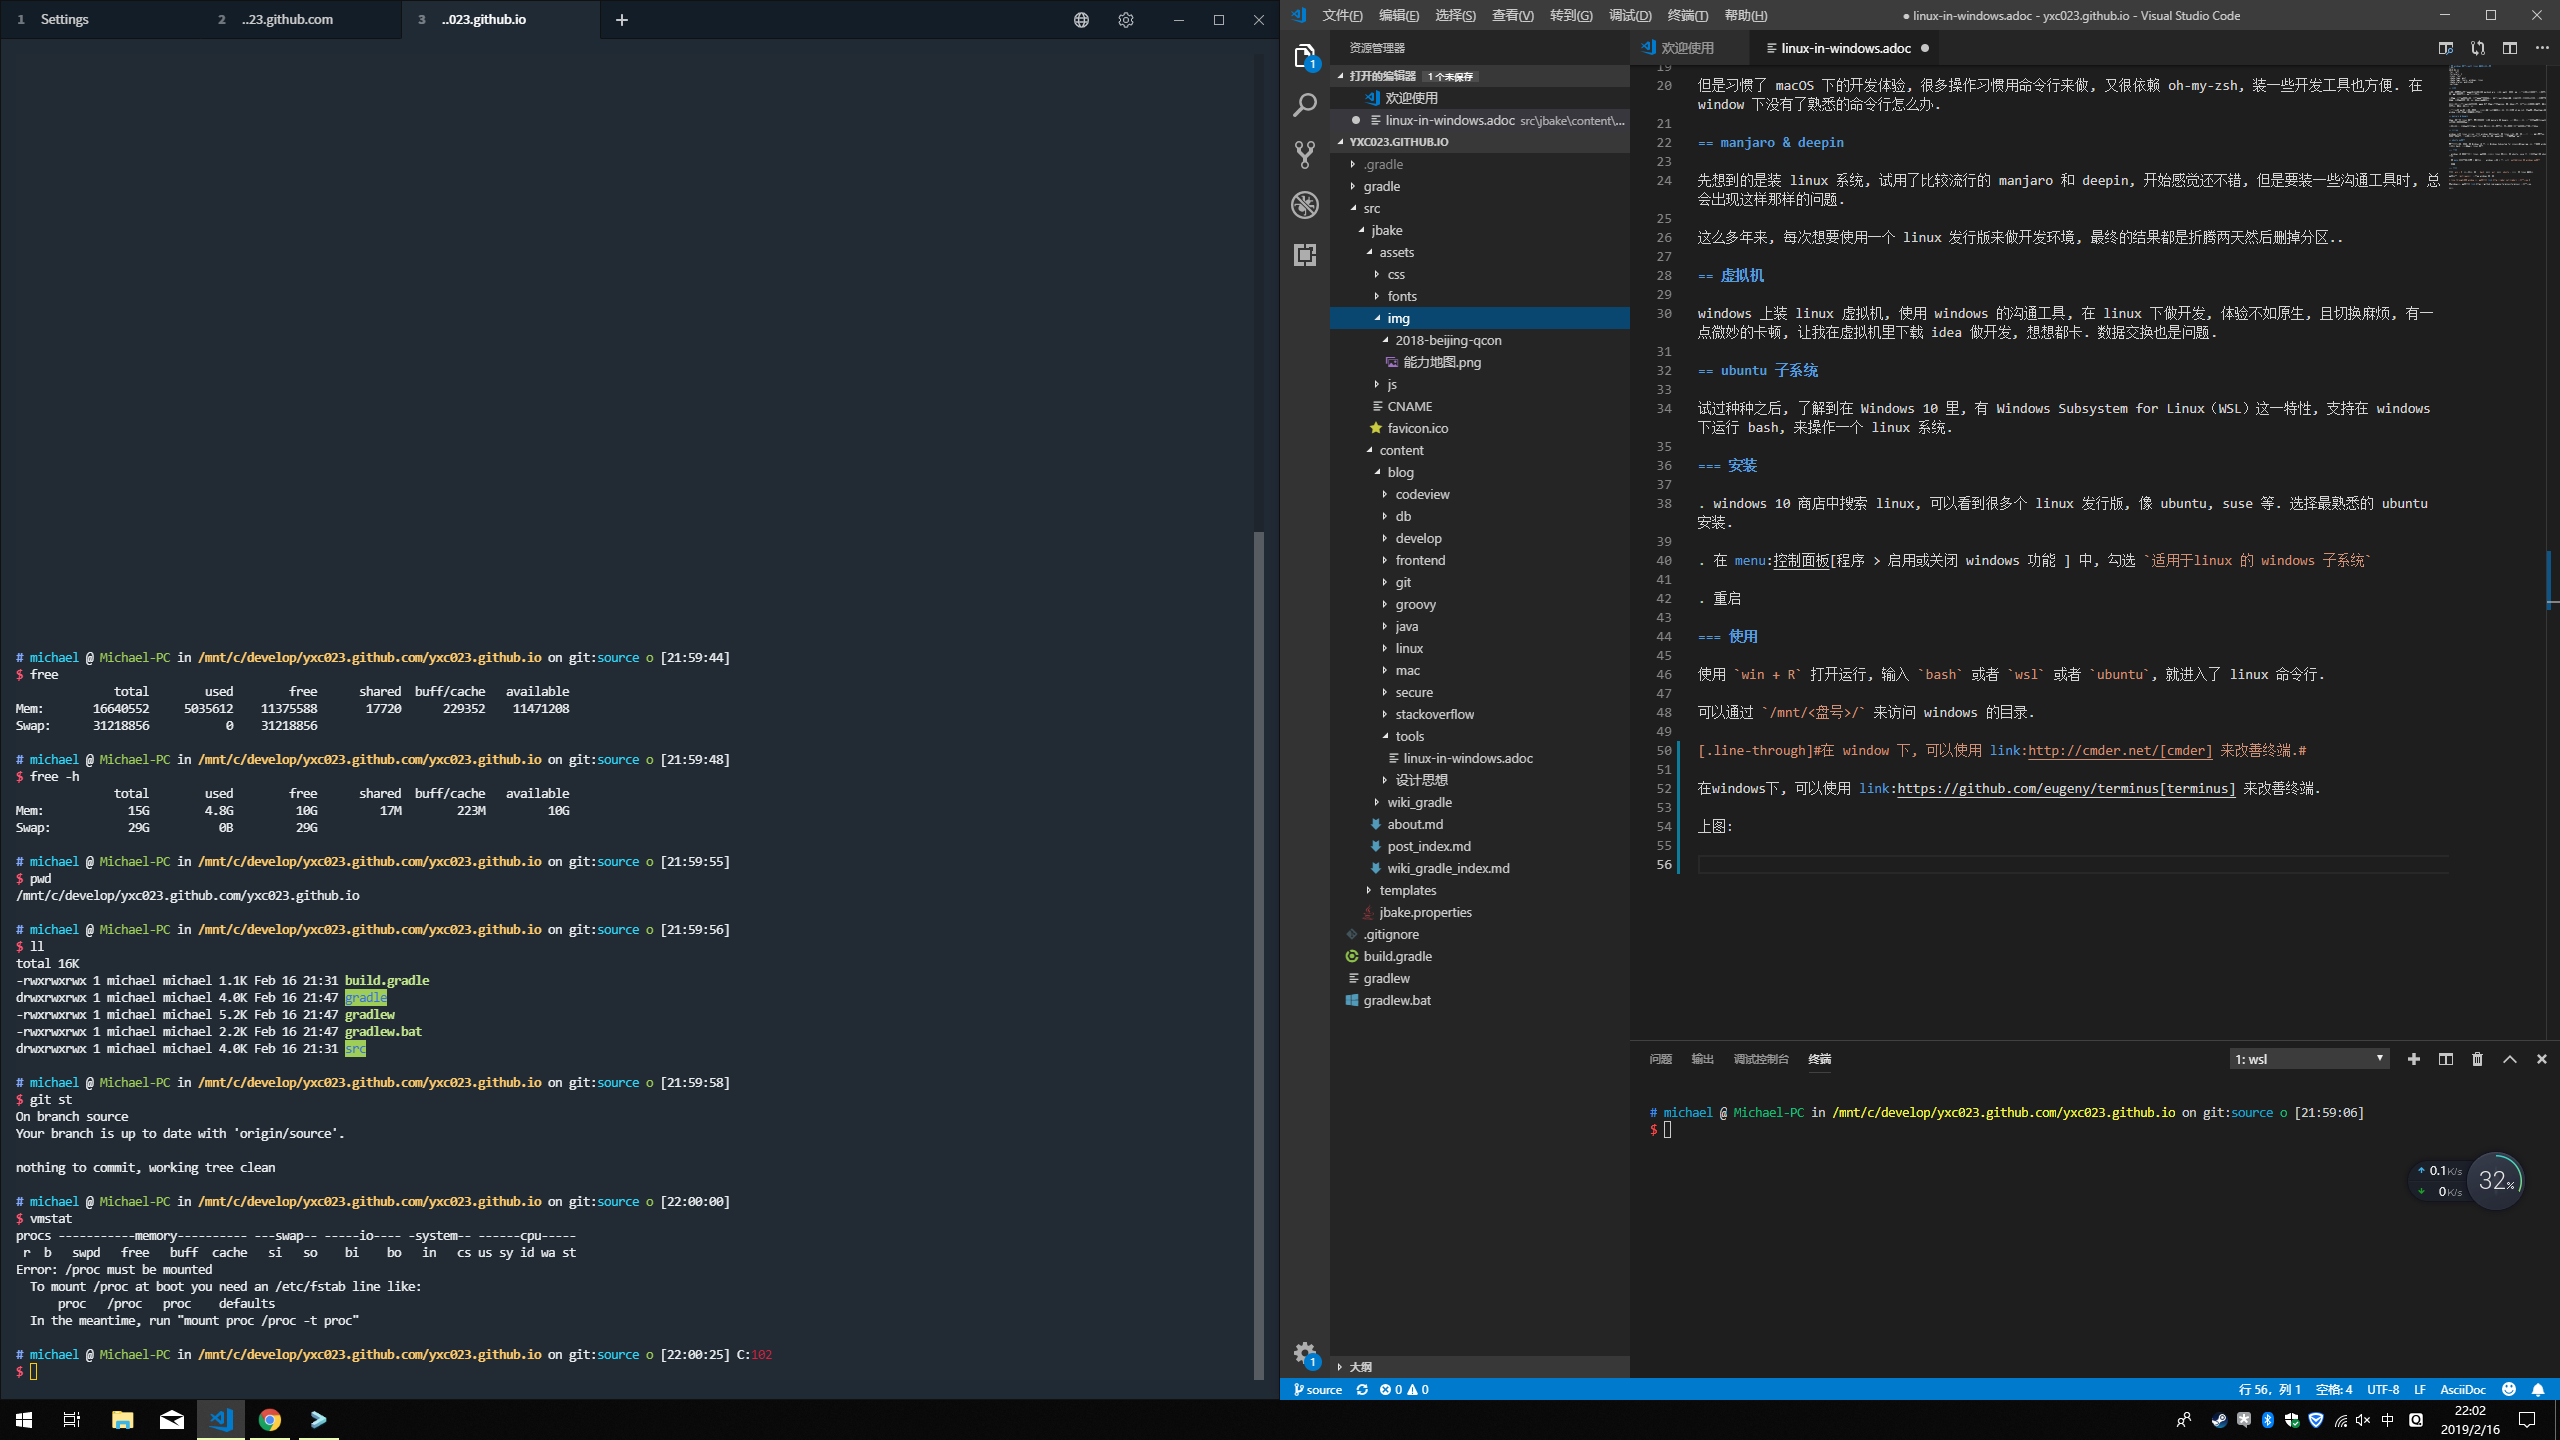 1 Settings
2 ..23.github.com
3 ..023.github.io
# michael @ Michael-PC in /mnt/c/develop/yxc023.github.com/yxc023.github.io on git:source o [21:59:44]
$ free
total used free shared buff/cache available
Mem: 16640552 5035612 11375588 17720 229352 11471208
Swap: 31218856 0 31218856
# michael @ Michael-PC in /mnt/c/develop/yxc023.github.com/yxc023.github.io on git:source o [21:59:48]
$ free -h
total used free shared buff/cache available
Mem: 15G 4.8G 10G 17M 223M 10G
Swap: 29G 0B 29G
# michael @ Michael-PC in /mnt/c/develop/yxc023.github.com/yxc023.github.io on git:source o [21:59:55]
$ pwd
/mnt/c/develop/yxc023.github.com/yxc023.github.io
# michael @ Michael-PC in /mnt/c/develop/yxc023.github.com/yxc023.github.io on git:source o [21:59:56]
$ ll
total 16K
-rwxrwxrwx 1 michael michael 1.1K Feb 16 21:31 build.gradle
drwxrwxrwx 1 michael michael 4.0K Feb 16 21:47 gradle
-rwxrwxrwx 1 michael michael 5.2K Feb 16 21:47 gradlew
-rwxrwxrwx 1 michael michael 2.2K Feb 16 21:47 gradlew.bat
drwxrwxrwx 1 michael michael 4.0K Feb 16 21:31 src
# michael @ Michael-PC in /mnt/c/develop/yxc023.github.com/yxc023.github.io on git:source o [21:59:58]
$ git st
On branch source
Your branch is up to date with 'origin/source'.
nothing to commit, working tree clean
# michael @ Michael-PC in /mnt/c/develop/yxc023.github.com/yxc023.github.io on git:source o [22:00:00]
$ vmstat
procs -----------memory---------- ---swap-- -----io---- -system-- ------cpu-----
r b swpd free buff cache si so bi bo in cs us sy id wa st
Error: /proc must be mounted
To mount /proc at boot you need an /etc/fstab line like:
proc /proc proc defaults
In the meantime, run "mount proc /proc -t proc"
# michael @ Michael-PC in /mnt/c/develop/yxc023.github.com/yxc023.github.io on git:source o [22:00:25] C:102
$
文件(F) 编辑(E) 选择(S) 查看(V) 转到(G) 调试(D) 终端(T) 帮助(H)
● linux-in-windows.adoc - yxc023.github.io - Visual Studio Code
资源管理器
打开的编辑器 1 个未保存
欢迎使用
linux-in-windows.adoc src\jbake\content\...
YXC023.GITHUB.IO
.gradle
gradle
src
jbake
assets
css
fonts
img
2018-beijing-qcon
能力地图.png
js
CNAME
favicon.ico
content
blog
codeview
db
develop
frontend
git
groovy
java
linux
mac
secure
stackoverflow
tools
linux-in-windows.adoc
设计思想
wiki_gradle
about.md
post_index.md
wiki_gradle_index.md
templates
jbake.properties
.gitignore
build.gradle
gradlew
gradlew.bat
大纲
1
1
欢迎使用
linux-in-windows.adoc ●
19
20 但是习惯了 macOS 下的开发体验, 很多操作习惯用命令行来做, 又很依赖 oh-my-zsh, 装一些开发工具也方便. 在
window 下没有了熟悉的命令行怎么办.
21
22 == manjaro & deepin
23
24 先想到的是装 linux 系统, 试用了比较流行的 manjaro 和 deepin, 开始感觉还不错, 但是要装一些沟通工具时, 总
会出现这样那样的问题.
25
26 这么多年来, 每次想要使用一个 linux 发行版来做开发环境, 最终的结果都是折腾两天然后删掉分区..
27
28 == 虚拟机
29
30 windows 上装 linux 虚拟机, 使用 windows 的沟通工具, 在 linux 下做开发, 体验不如原生, 且切换麻烦, 有一
点微妙的卡顿, 让我在虚拟机里下载 idea 做开发, 想想都卡. 数据交换也是问题.
31
32 == ubuntu 子系统
33
34 试过种种之后, 了解到在 Windows 10 里, 有 Windows Subsystem for Linux（WSL）这一特性, 支持在 windows
下运行 bash, 来操作一个 linux 系统.
35
36 === 安装
37
38 . windows 10 商店中搜索 linux, 可以看到很多个 linux 发行版, 像 ubuntu, suse 等. 选择最熟悉的 ubuntu
安装.
39
40 . 在 menu:控制面板[程序 > 启用或关闭 windows 功能 ] 中, 勾选 `适用于linux 的 windows 子系统`
41
42 . 重启
43
44 === 使用
45
46 使用 `win + R` 打开运行, 输入 `bash` 或者 `wsl` 或者 `ubuntu`, 就进入了 linux 命令行.
47
48 可以通过 `/mnt/<盘号>/` 来访问 windows 的目录.
49
50 [.line-through]#在 window 下, 可以使用 link:http://cmder.net/[cmder] 来改善终端.#
51
52 在windows下, 可以使用 link:https://github.com/eugeny/terminus[terminus] 来改善终端.
53
54 上图:
55
56
问题 输出 调试控制台 终端
1: wsl
# michael @ Michael-PC in /mnt/c/develop/yxc023.github.com/yxc023.github.io on git:source o [21:59:06]
$
0.1K/s
0K/s
32%
source 0 0
行 56，列 1 空格: 4 UTF-8 LF AsciiDoc
中
22:02
2019/2/16